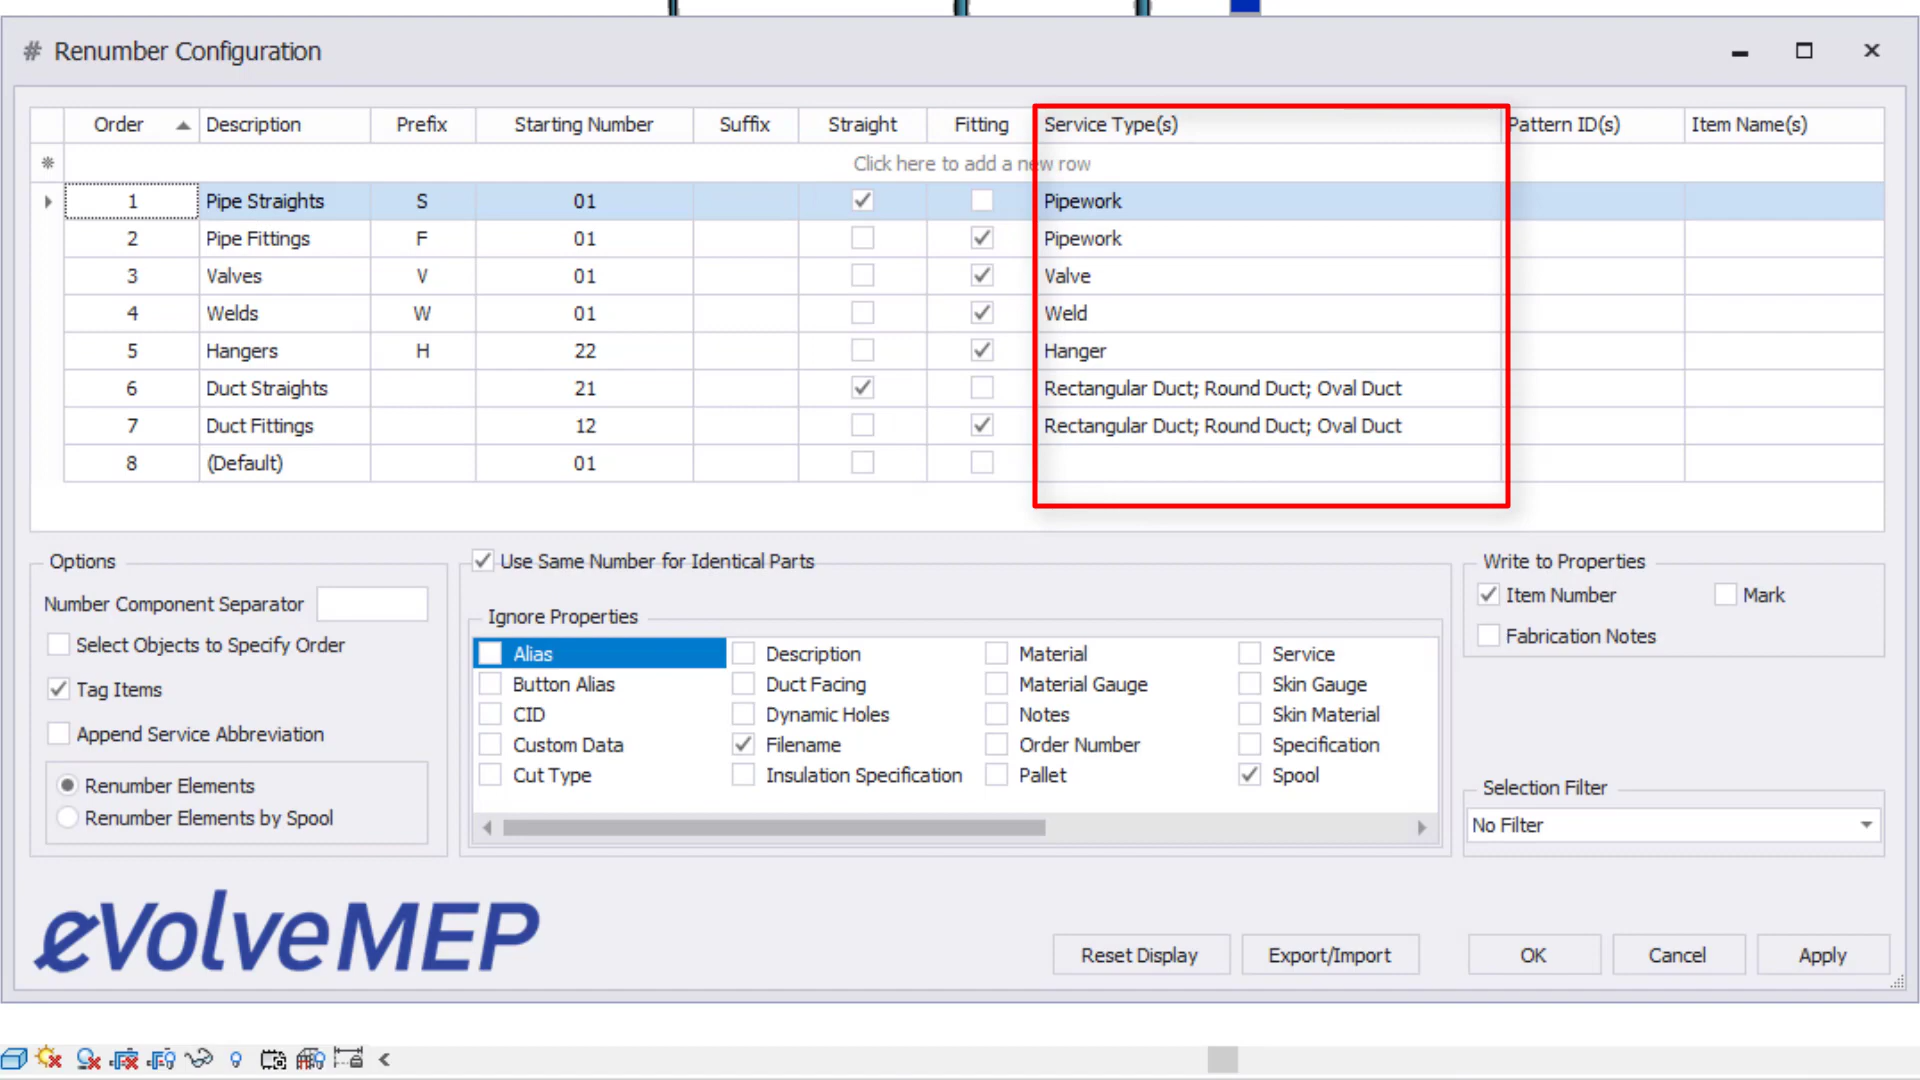 # Renumber Configuration
Order Description Prefix Starting Number Suffix Straight Fitting Service Type(s) Pattern ID(s) Item Name(s)
Click here to add a new row
1 Pipe Straights S 01 Pipework
2 Pipe Fittings F 01 Pipework
3 Valves V 01 Valve
4 Welds W 01 Weld
5 Hangers H 22 Hanger
6 Duct Straights 21 Rectangular Duct; Round Duct; Oval Duct
7 Duct Fittings 12 Rectangular Duct; Round Duct; Oval Duct
8 (Default) 01
Options
Number Component Separator
Select Objects to Specify Order
Tag Items
Append Service Abbreviation
Renumber Elements
Renumber Elements by Spool
Use Same Number for Identical Parts
Ignore Properties
Alias Description Material Service
Button Alias Duct Facing Material Gauge Skin Gauge
CID Dynamic Holes Notes Skin Material
Custom Data Filename Order Number Specification
Cut Type Insulation Specification Pallet Spool
Write to Properties
Item Number Mark
Fabrication Notes
Selection Filter
No Filter
eVolveMEP
Reset Display Export/Import OK Cancel Apply